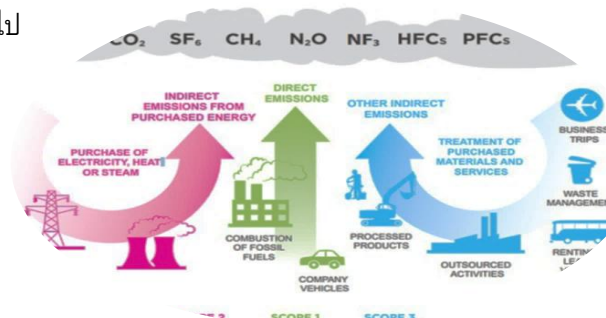 ไป
CO₂ SF₆ CH₄ N₂O NF₃ HFCs PFCs
INDIRECT
EMISSIONS FROM
PURCHASED ENERGY
DIRECT
EMISSIONS
OTHER INDIRECT
EMISSIONS
PURCHASE OF
ELECTRICITY, HEAT
OR STEAM
TREATMENT OF
PURCHASED
MATERIALS AND
SERVICES
BUSINESS
TRIPS
WASTE
COMBUSTION
OF FOSSIL
FUELS
COMPANY
VEHICLES
PROCESSED
PRODUCTS
OUTSOURCED
ACTIVITIES
SCOPE 1 SCOPE 3